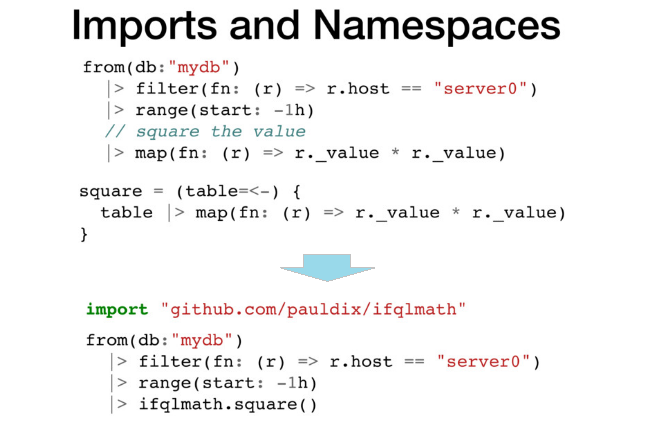 Imports and Namespaces
from(db:"mydb")
|> filter(fn: (r) => r.host == "server0")
|> range(start: -1h)
// square the value
|> map(fn: (r) => r._value * r._value)
square = (table=<-) {
table |> map(fn: (r) => r._value * r._value)
}
import "github.com/pauldix/ifqlmath"
from(db:"mydb")
|> filter(fn: (r) => r.host == "server0")
|> range(start: -1h)
|> ifqlmath.square()